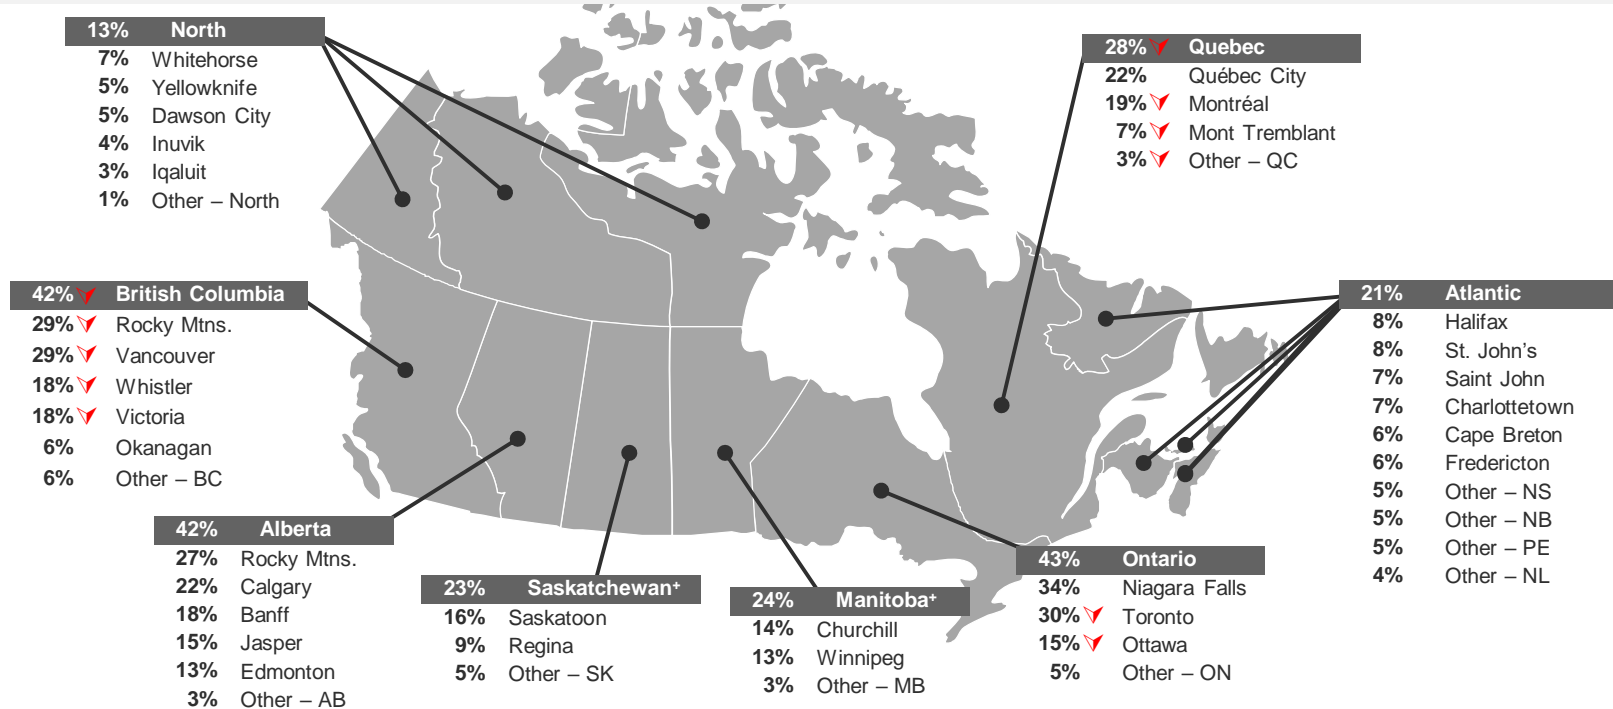 13% North
7% Whitehorse
5% Yellowknife
5% Dawson City
4% Inuvik
3% Iqaluit
1% Other – North
28% Quebec
22% Québec City
19% Montréal
7% Mont Tremblant
3% Other – QC
42% British Columbia
29% Rocky Mtns.
29% Vancouver
18% Whistler
18% Victoria
6% Okanagan
6% Other – BC
21% Atlantic
8% Halifax
8% St. John's
7% Saint John
7% Charlottetown
6% Cape Breton
6% Fredericton
5% Other – NS
5% Other – NB
5% Other – PE
4% Other – NL
42% Alberta
27% Rocky Mtns.
22% Calgary
18% Banff
15% Jasper
13% Edmonton
3% Other – AB
23% Saskatchewan+
16% Saskatoon
9% Regina
5% Other – SK
24% Manitoba+
14% Churchill
13% Winnipeg
3% Other – MB
43% Ontario
34% Niagara Falls
30% Toronto
15% Ottawa
5% Other – ON